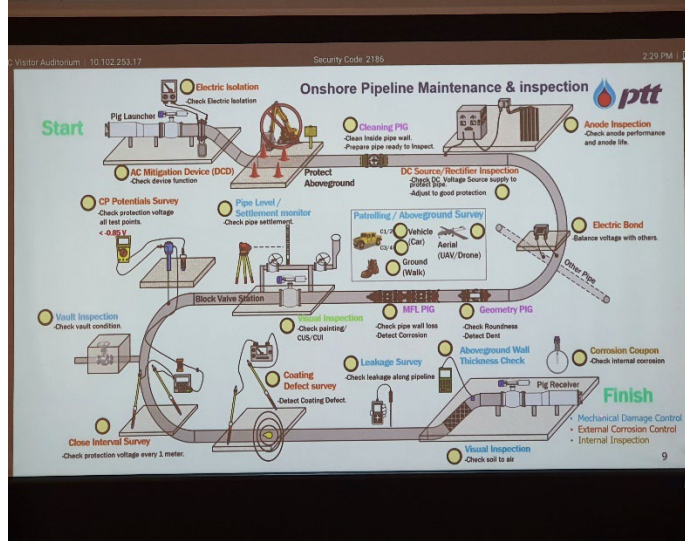 C Visitor Auditorium | 10.102.253.17
Security Code 2186
2:29 PM
Onshore Pipeline Maintenance & inspection
ptt
Start
Pig Launcher
Electric Isolation
-Check Electric Isolation
AC Mitigation Device (DCD)
-Check device function
Protect
Aboveground
Cleaning PIG
-Clean Inside pipe wall.
-Prepare pipe ready to Inspect.
DC Source/Rectifier Inspection
-Check DC Voltage Source supply to
protect pipe.
-Adjust to good protection.
Anode Inspection
-Check anode performance
and anode life.
CP Potentials Survey
-Check protection voltage
all test points.
< -0.85 V
Pipe Level /
Settlement monitor
-Check pipe settlement.
Patrolling / Aboveground Survey
C1/2
C3/4
Vehicle
(Car)
Ground
(Walk)
Aerial
(UAV/Drone)
Electric Bond
-Balance voltage with others.
Other Pipe
Block Valve Station
Vault Inspection
-Check vault condition.
Visual Inspection
-Check painting/
CUS/CUI
MFL PIG
-Check pipe wall loss
-Detect Corrosion
Geometry PIG
-Check Roundness
-Detect Dent
Coating
Defect survey
-Detect Coating Defect.
Leakage Survey
-Check leakage along pipeline
Aboveground Wall
Thickness Check
Corrosion Coupon
-Check internal corrosion
Pig Receiver
Finish
Close Interval Survey
-Check protection voltage every 1 meter.
Visual Inspection
-Check soil to air
• Mechanical Damage Control
• External Corrosion Control
• Internal Inspection
9